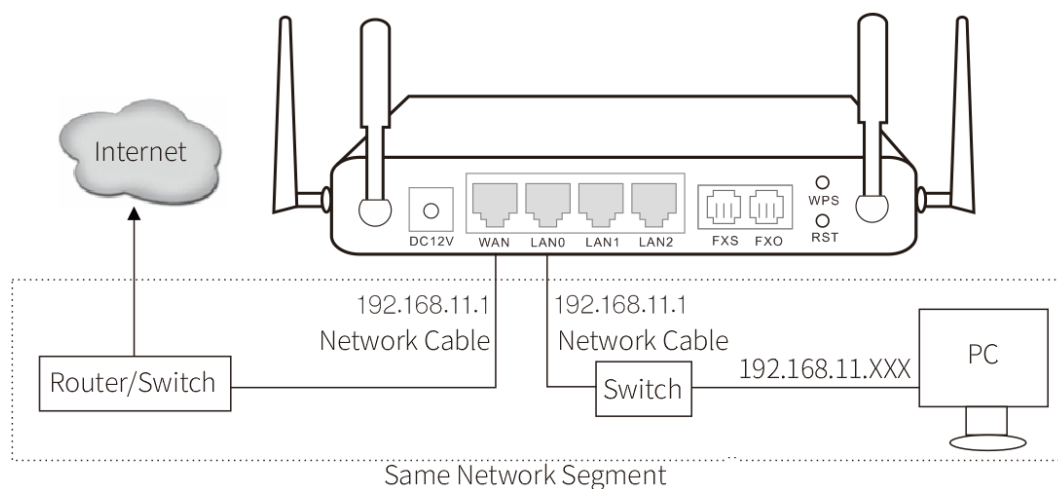 Internet
DC12V
WAN
LAN0
LAN1
LAN2
FXS
FXO
WPS
RST
192.168.11.1
Network Cable
192.168.11.1
Network Cable
Router/Switch
Switch
192.168.11.XXX
PC
Same Network Segment